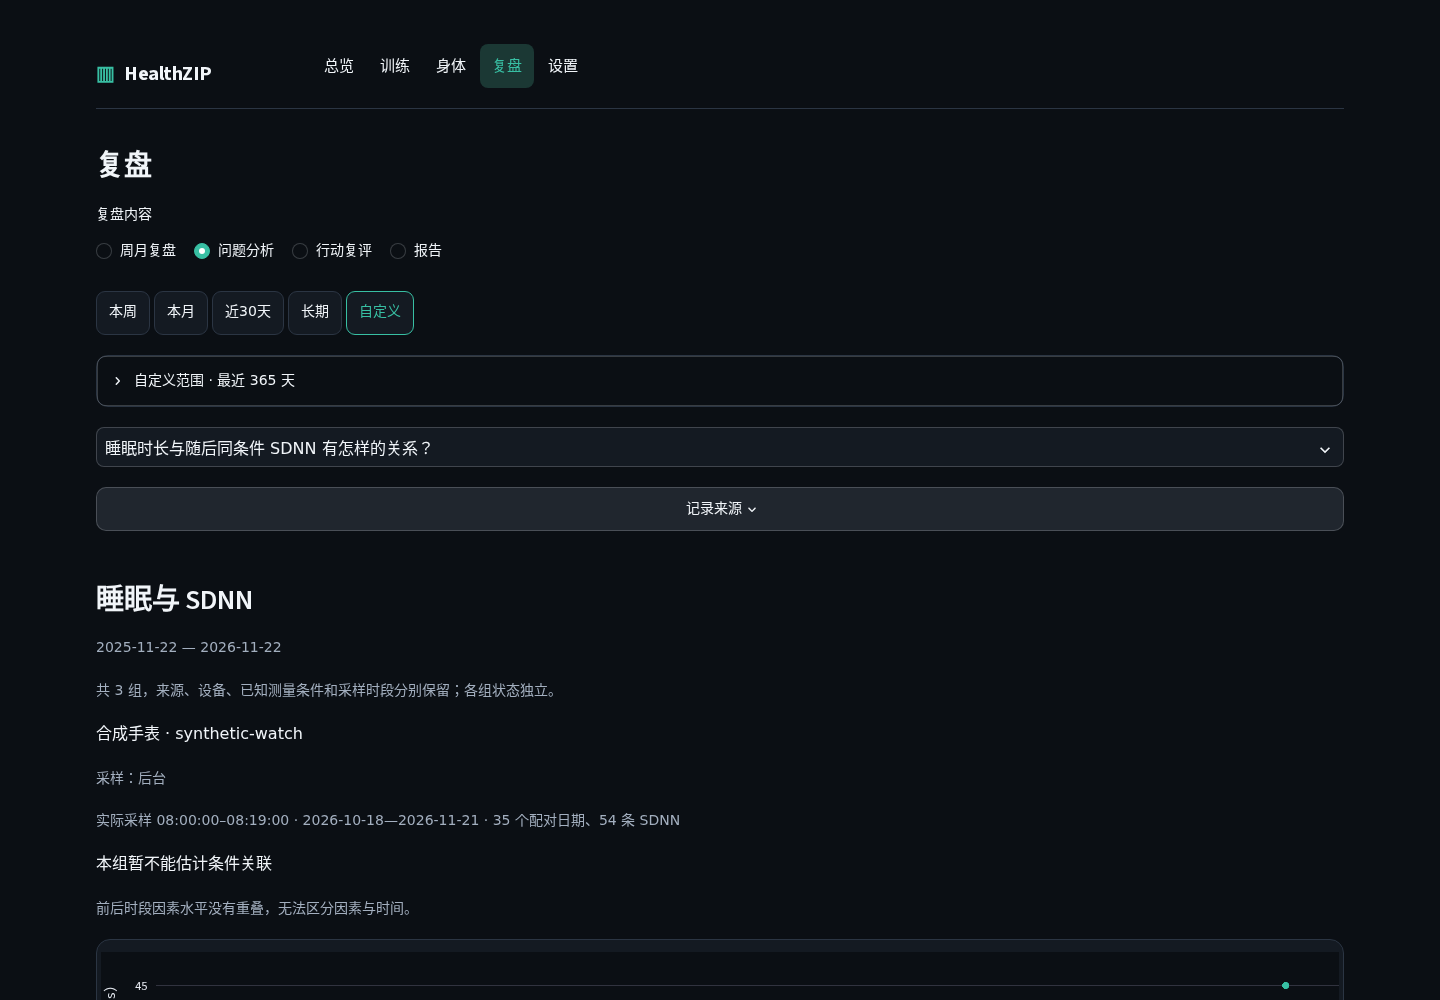 HealthZIP
总览 训练 身体 复盘 设置
复盘
复盘内容
周月复盘 问题分析 行动复评 报告
本周 本月 近30天 长期 自定义
自定义范围 · 最近 365 天
睡眠时长与随后同条件 SDNN 有怎样的关系？
记录来源
睡眠与 SDNN
2025-11-22 — 2026-11-22
共 3 组，来源、设备、已知测量条件和采样时段分别保留；各组状态独立。
合成手表 · synthetic-watch
采样：后台
实际采样 08:00:00–08:19:00 · 2026-10-18—2026-11-21 · 35 个配对日期、54 条 SDNN
本组暂不能估计条件关联
前后时段因素水平没有重叠，无法区分因素与时间。
45